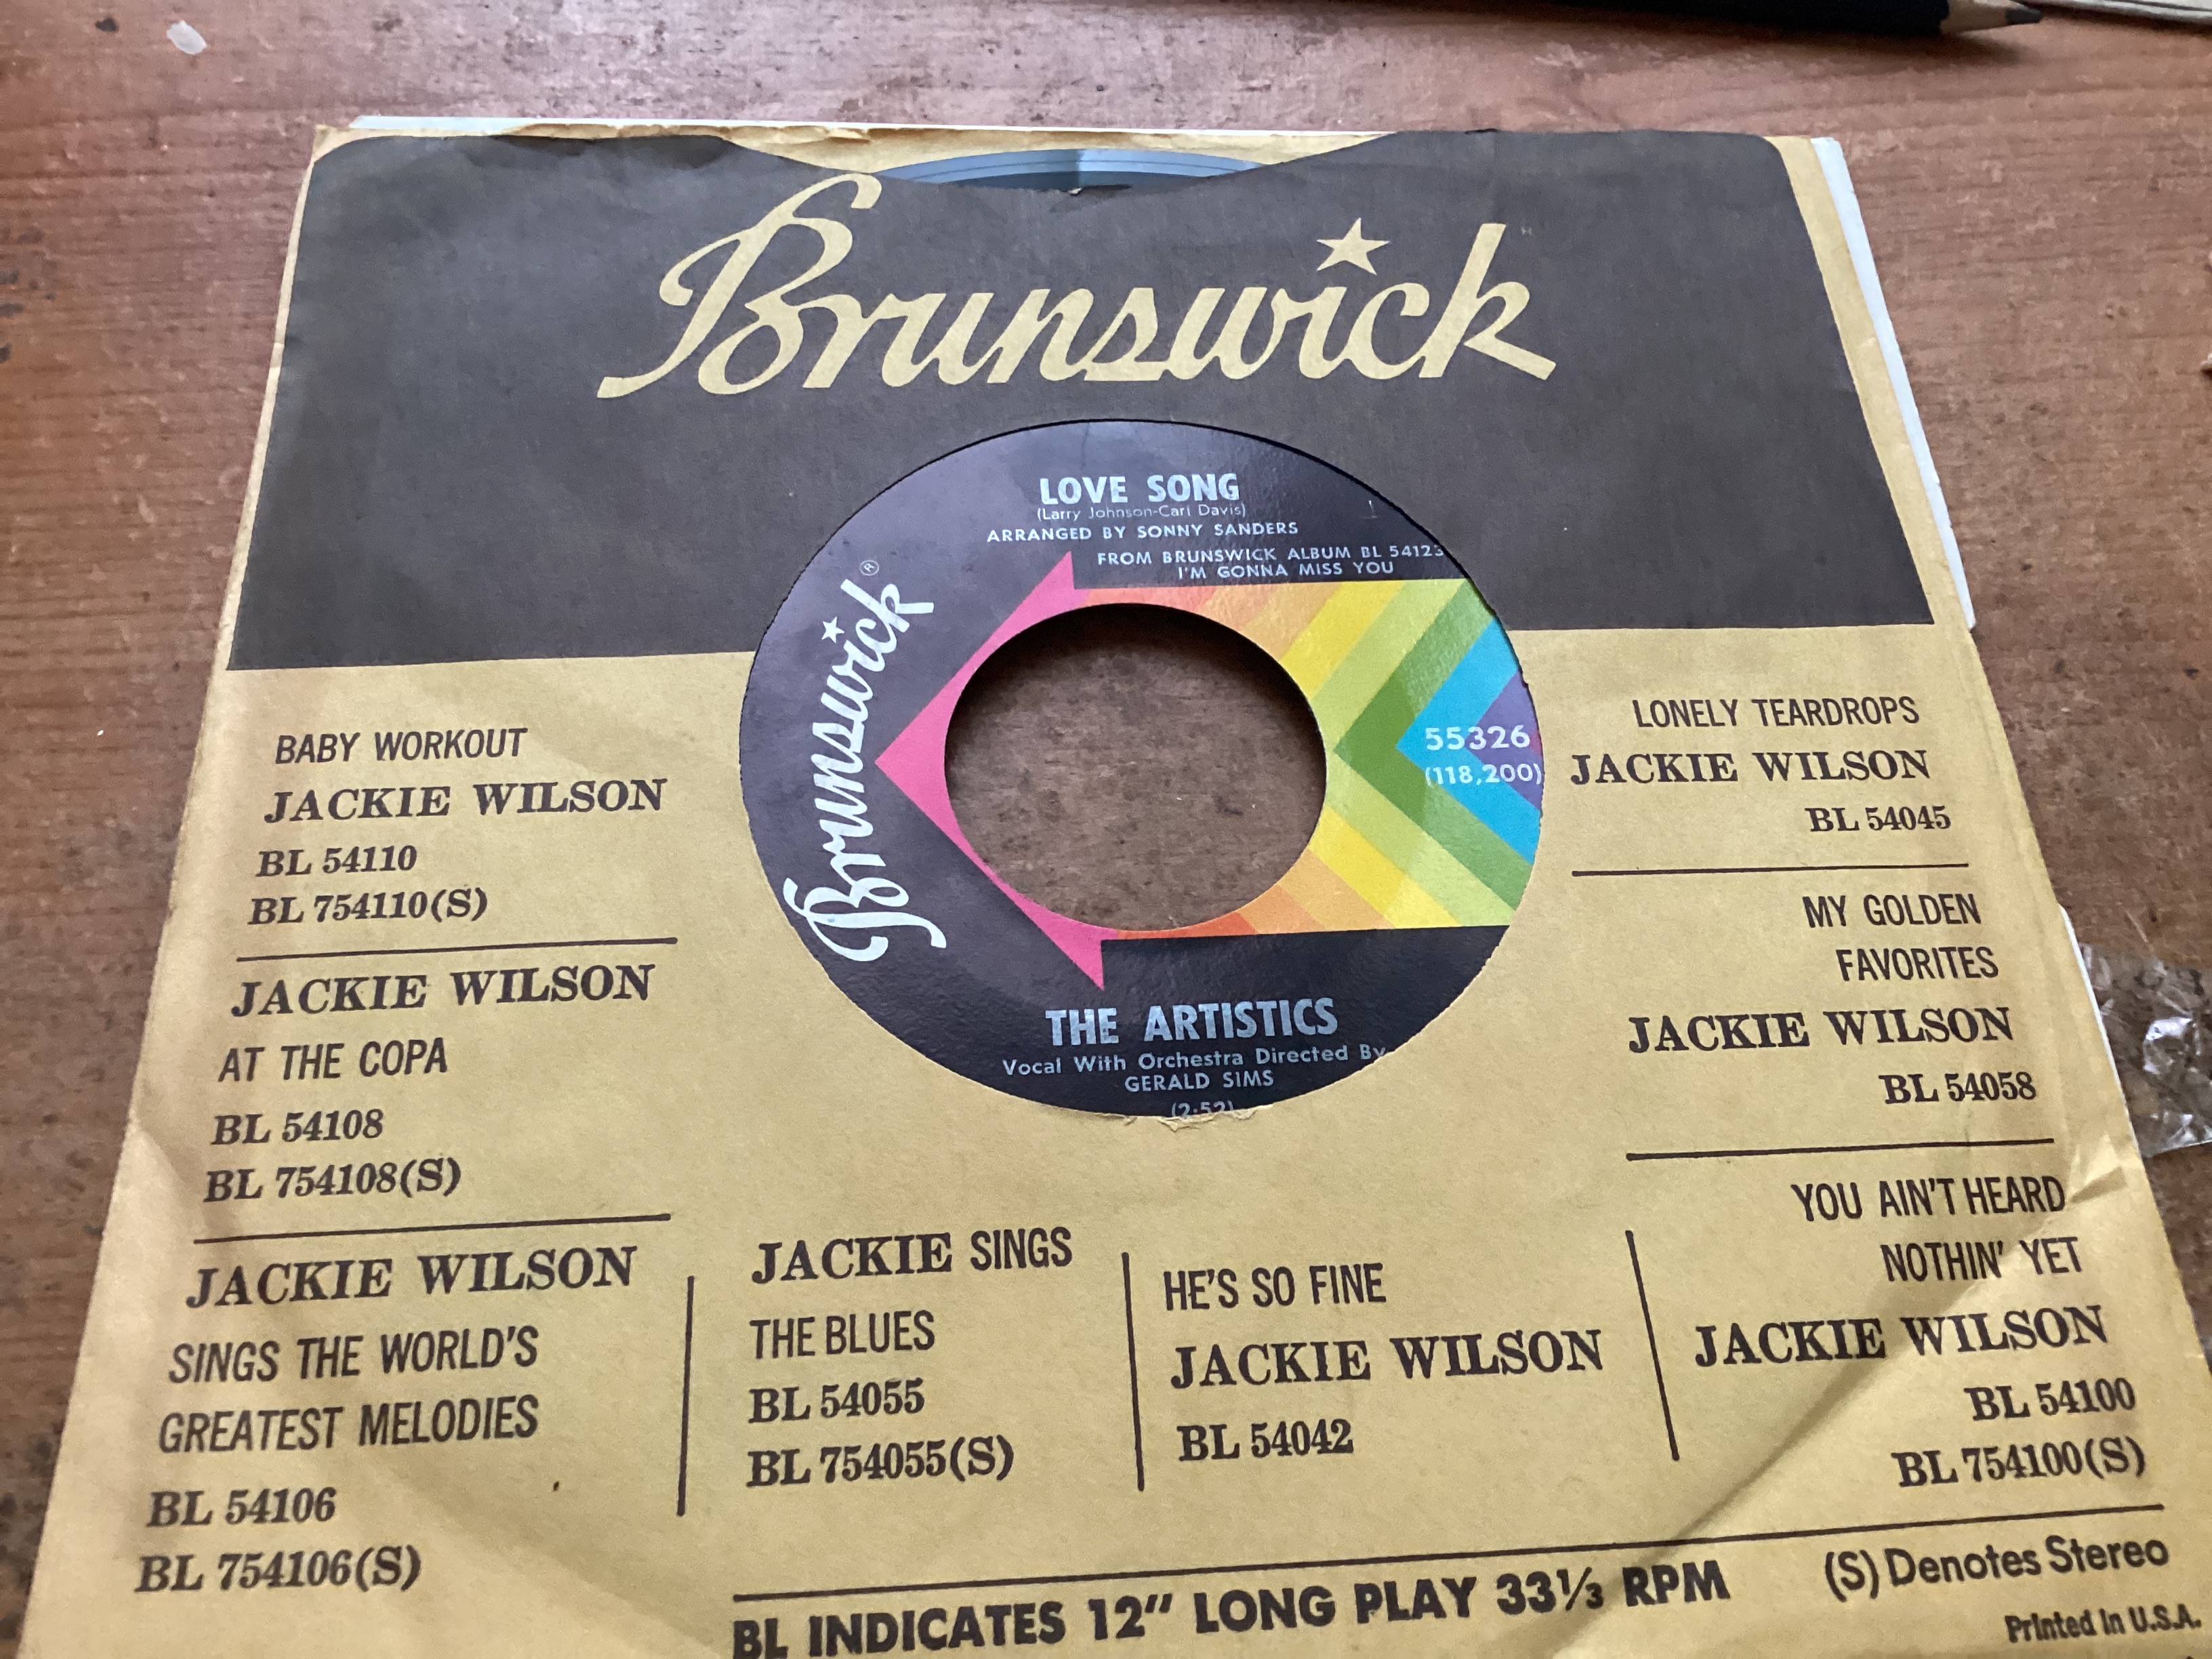 Brunswick
LOVE SONG
(Larry Johnson-Carl Davis)
ARRANGED BY SONNY SANDERS
FROM BRUNSWICK ALBUM BL 54123
I'M GONNA MISS YOU
Brunswick®
55326
(118,200)
THE ARTISTICS
Vocal With Orchestra Directed By
GERALD SIMS
(2:52)
BABY WORKOUT
JACKIE WILSON
BL 54110
BL 754110(S)
JACKIE WILSON
AT THE COPA
BL 54108
BL 754108(S)
JACKIE WILSON
SINGS THE WORLD'S
GREATEST MELODIES
BL 54106
BL 754106(S)
JACKIE SINGS
THE BLUES
BL 54055
BL 754055(S)
HE'S SO FINE
JACKIE WILSON
BL 54042
LONELY TEARDROPS
JACKIE WILSON
BL 54045
MY GOLDEN
FAVORITES
JACKIE WILSON
BL 54058
YOU AIN'T HEARD
NOTHIN' YET
JACKIE WILSON
BL 54100
BL 754100(S)
BL INDICATES 12" LONG PLAY 33⅓ RPM
(S) Denotes Stereo
Printed in U.S.A.